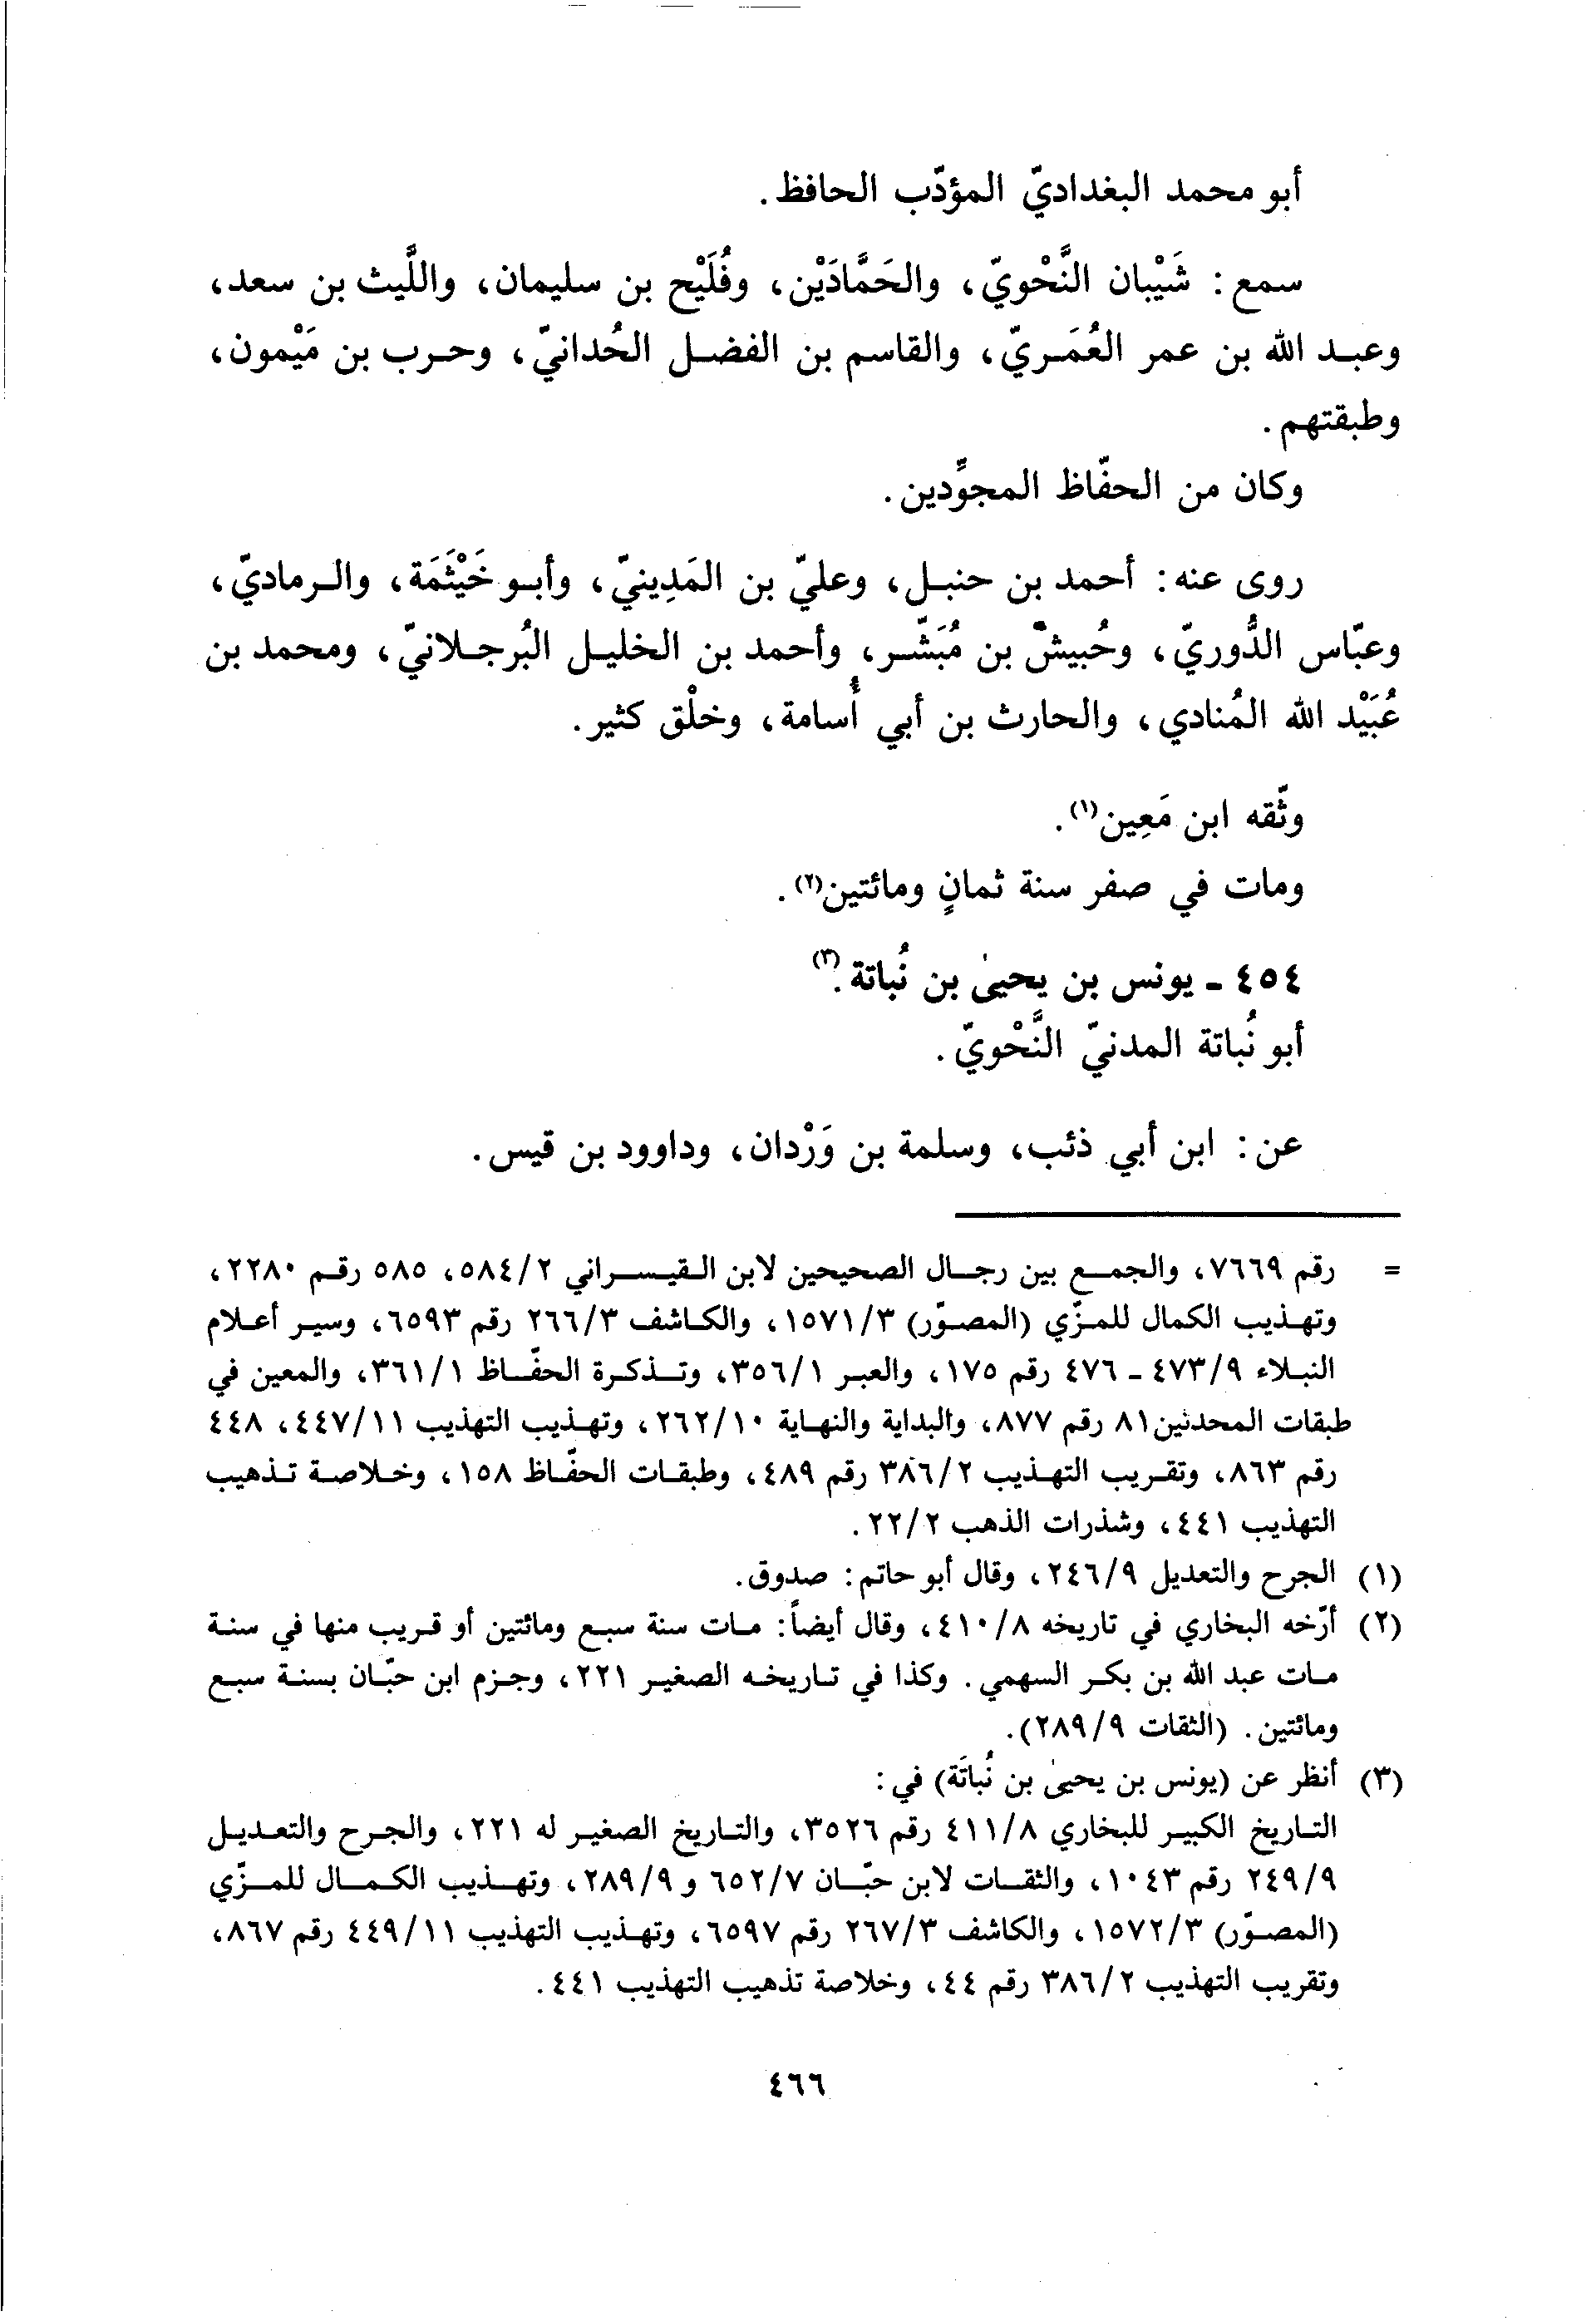 أبو محمد البغداديّ المؤدّب الحافظ.
سمع: شَيْبان النَّحْويّ، والحَمَّادَيْن، وفُلَيْح بن سليمان، واللَّيث بن سعد،
وعبد الله بن عمر العُمَريّ، والقاسم بن الفضل الحُدانيّ، وحرب بن مَيْمون،
وطبقتهم.
وكان من الحفّاظ المجوِّدين.
روى عنه: أحمد بن حنبل، وعليّ بن المَدِينيّ، وأبو خَيْثَمَة، والرماديّ،
وعبّاس الدُّوريّ، وحُبيش بن مُبَشّر، وأحمد بن الخليل البُرجلانيّ، ومحمد بن
عُبَيْد الله المُنادي، والحارث بن أبي أُسامة، وخلْق كثير.
وثّقه ابن مَعِين(١).
ومات في صفر سنة ثمانٍ ومائتين(٢).
٤٥٤ - يونس بن يحيىٰ بن نُباتة.(٣)
أبو نُباتة المدنيّ النَّحْويّ.
عن: ابن أبي ذئب، وسلمة بن وَرْدان، وداوود بن قيس.
= رقم ٧٦٦٩، والجمع بين رجال الصحيحين لابن القيسراني ٥٨٤/٢، ٥٨٥ رقم ٢٢٨٠،
وتهذيب الكمال للمزّي (المصوّر) ١٥٧١/٣، والكاشف ٢٦٦/٣ رقم ٦٥٩٣، وسير أعلام
النبلاء ٤٧٣/٩ - ٤٧٦ رقم ١٧٥، والعبر ٣٥٦/١، وتذكرة الحفّاظ ٣٦١/١، والمعين في
طبقات المحدثين ٨١ رقم ٨٧٧، والبداية والنهاية ٢٦٢/١٠، وتهذيب التهذيب ٤٤٧/١١، ٤٤٨
رقم ٨٦٣، وتقريب التهذيب ٣٨٦/٢ رقم ٤٨٩، وطبقات الحفّاظ ١٥٨، وخلاصة تذهيب
التهذيب ٤٤١، وشذرات الذهب ٢٢/٢.
(١) الجرح والتعديل ٢٤٦/٩، وقال أبو حاتم: صدوق.
(٢) أرّخه البخاري في تاريخه ٤١٠/٨، وقال أيضاً: مات سنة سبع ومائتين أو قريب منها في سنة
مات عبد الله بن بكر السهمي. وكذا في تاريخه الصغير ٢٢١، وجزم ابن حبّان بسنة سبع
ومائتين. (الثقات ٢٨٩/٩).
(٣) أنظر عن (يونس بن يحيىٰ بن نُباتَة) في:
التاريخ الكبير للبخاري ٤١١/٨ رقم ٣٥٢٦، والتاريخ الصغير له ٢٢١، والجرح والتعديل
٢٤٩/٩ رقم ١٠٤٣، والثقات لابن حبّان ٦٥٢/٧ و ٢٨٩/٩، وتهذيب الكمال للمزّي
(المصوّر) ١٥٧٢/٣، والكاشف ٢٦٧/٣ رقم ٦٥٩٧، وتهذيب التهذيب ٤٤٩/١١ رقم ٨٦٧،
وتقريب التهذيب ٣٨٦/٢ رقم ٤٤، وخلاصة تذهيب التهذيب ٤٤١.
٤٦٦